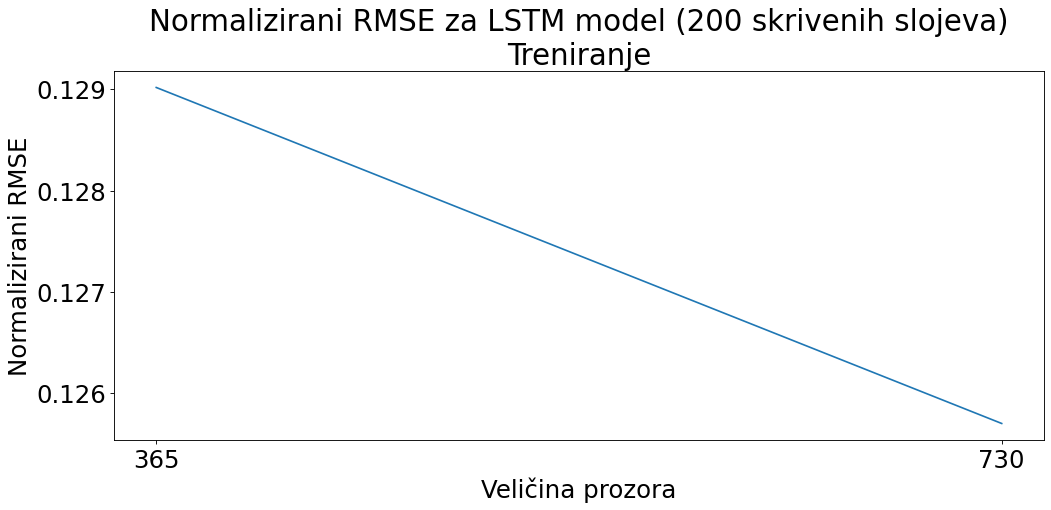 Normalizirani RMSE za LSTM model (200 skrivenih slojeva)
Treniranje
Normalizirani RMSE
0.129
0.128
0.127
0.126
365
730
Veličina prozora